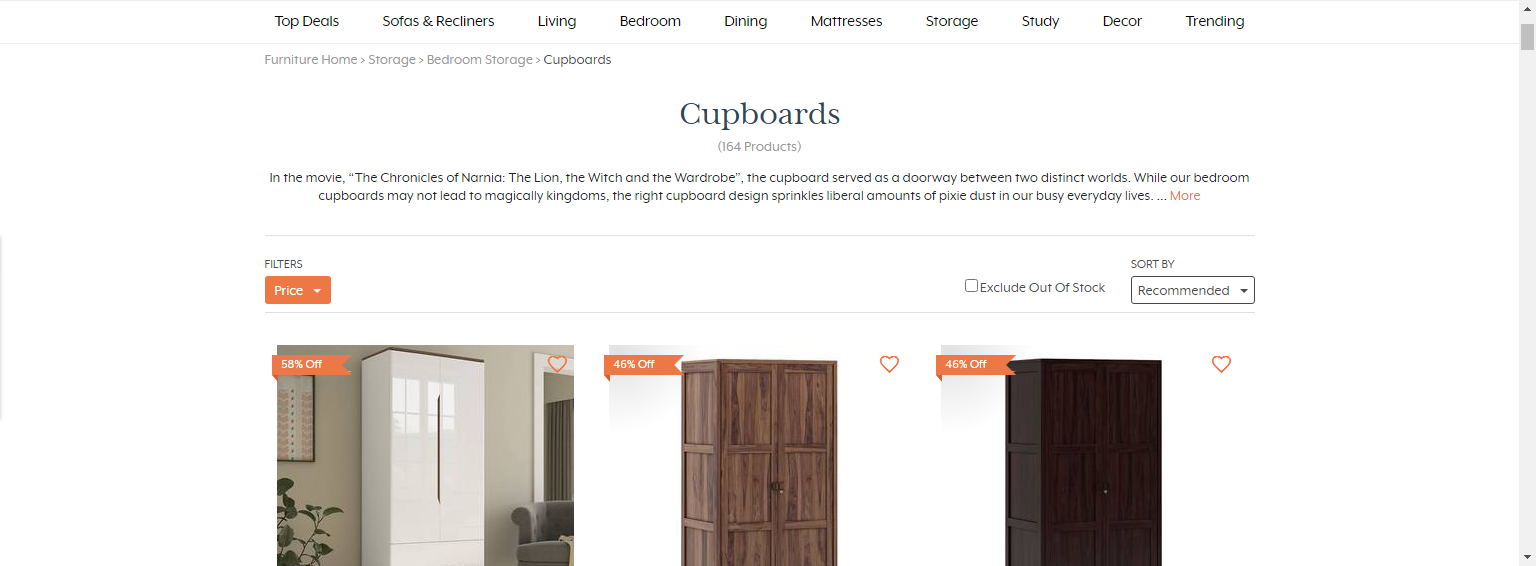 Top Deals Sofas & Recliners Living Bedroom Dining Mattresses Storage Study Decor Trending
Furniture Home > Storage > Bedroom Storage > Cupboards
Cupboards
(164 Products)
In the movie, “The Chronicles of Narnia: The Lion, the Witch and the Wardrobe”, the cupboard served as a doorway between two distinct worlds. While our bedroom
cupboards may not lead to magically kingdoms, the right cupboard design sprinkles liberal amounts of pixie dust in our busy everyday lives. ... More
FILTERS
Price
Exclude Out Of Stock
SORT BY
Recommended
58% Off
46% Off
46% Off